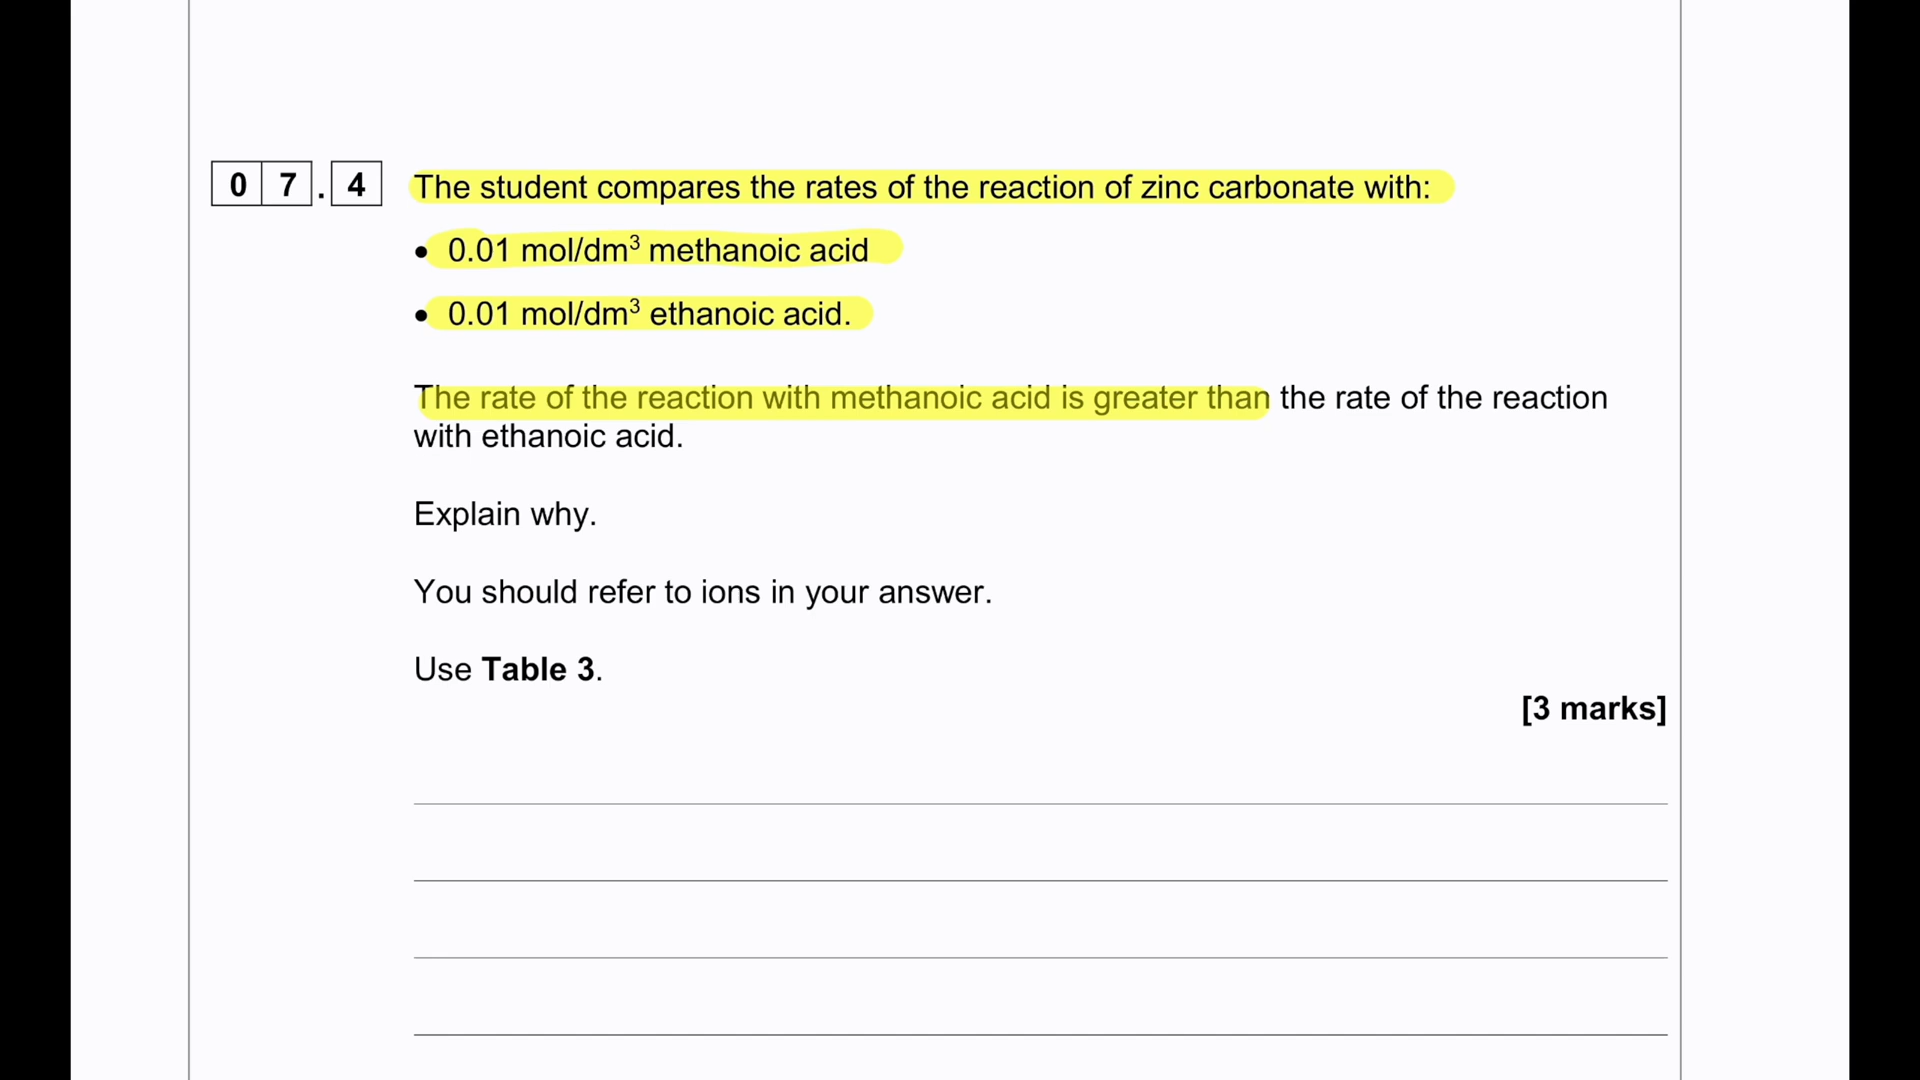 07.4 The student compares the rates of the reaction of zinc carbonate with:
• 0.01 mol/dm³ methanoic acid
• 0.01 mol/dm³ ethanoic acid.
The rate of the reaction with methanoic acid is greater than the rate of the reaction
with ethanoic acid.
Explain why.
You should refer to ions in your answer.
Use Table 3.
[3 marks]